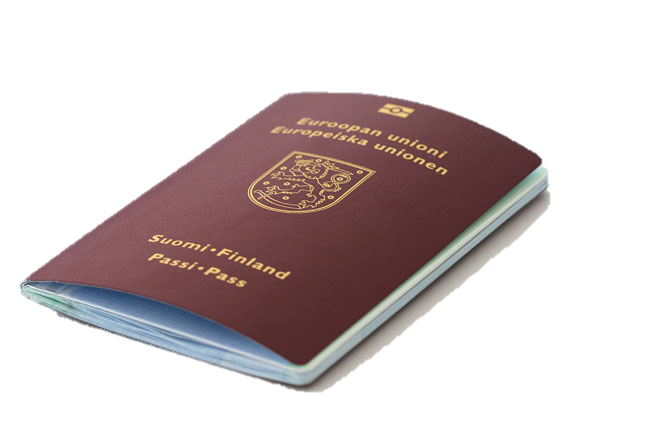 Euroopan unioni
Europeiska unionen
Suomi•Finland
Passi•Pass